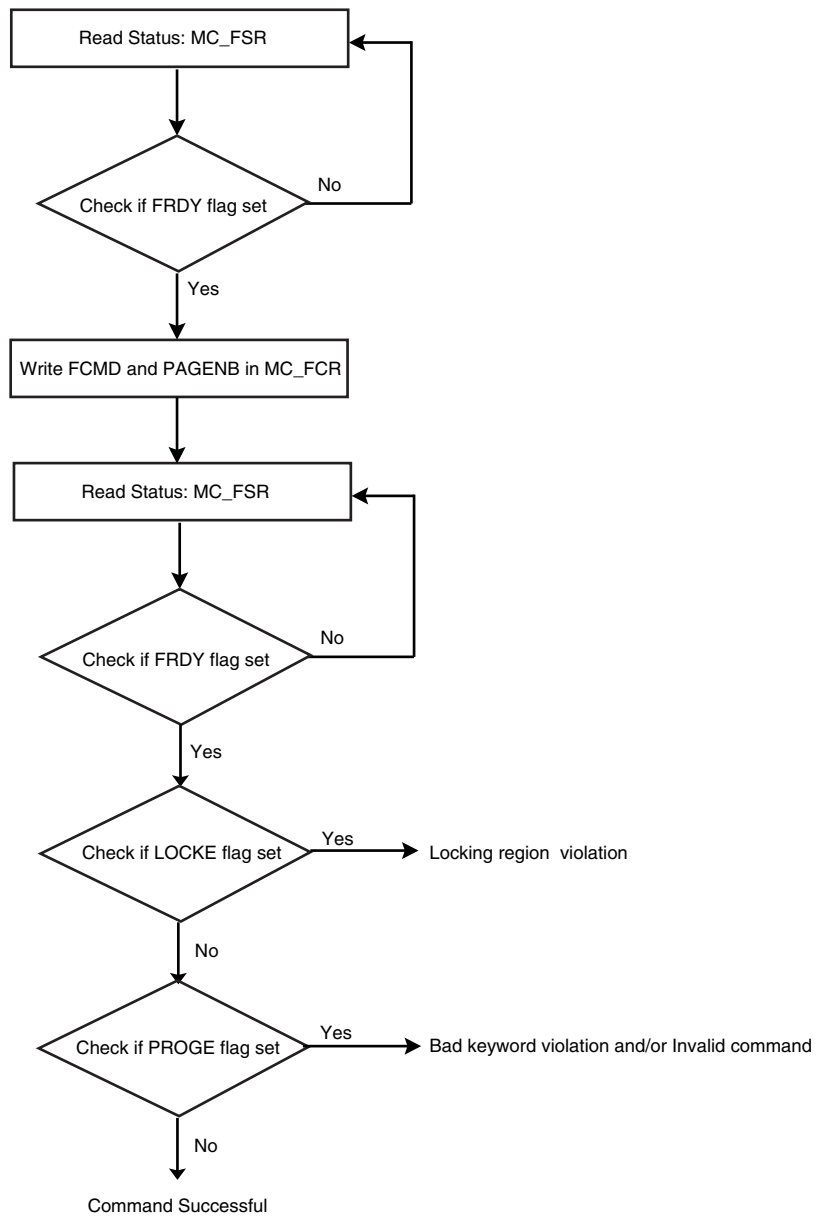 Read Status: MC_FSR
Check if FRDY flag set
No
Yes
Write FCMD and PAGENB in MC_FCR
Read Status: MC_FSR
No
Check if FRDY flag set
Yes
Check if LOCKE flag set
Yes
Locking region violation
No
Check if PROGE flag set
Yes
Bad keyword violation and/or Invalid command
No
Command Successful